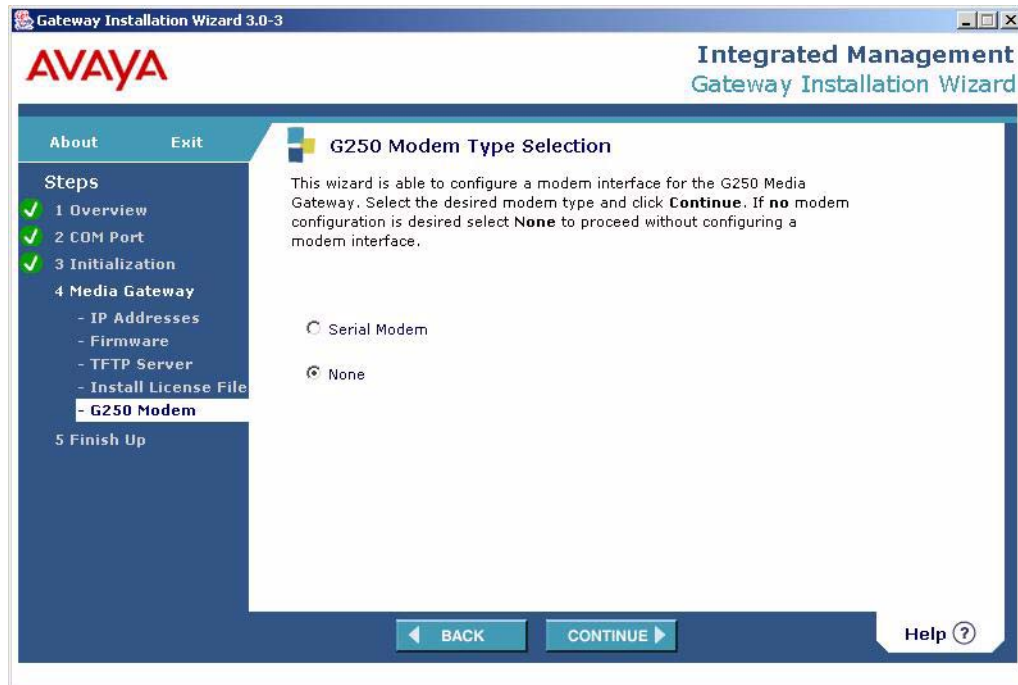 Gateway Installation Wizard 3.0-3
AVAYA
Integrated Management
Gateway Installation Wizard
About Exit
Steps
1 Overview
2 COM Port
3 Initialization
4 Media Gateway
- IP Addresses
- Firmware
- TFTP Server
- Install License File
- G250 Modem
5 Finish Up
G250 Modem Type Selection
This wizard is able to configure a modem interface for the G250 Media
Gateway. Select the desired modem type and click Continue. If no modem
configuration is desired select None to proceed without configuring a
modem interface.
Serial Modem
None
BACK
CONTINUE
Help ?